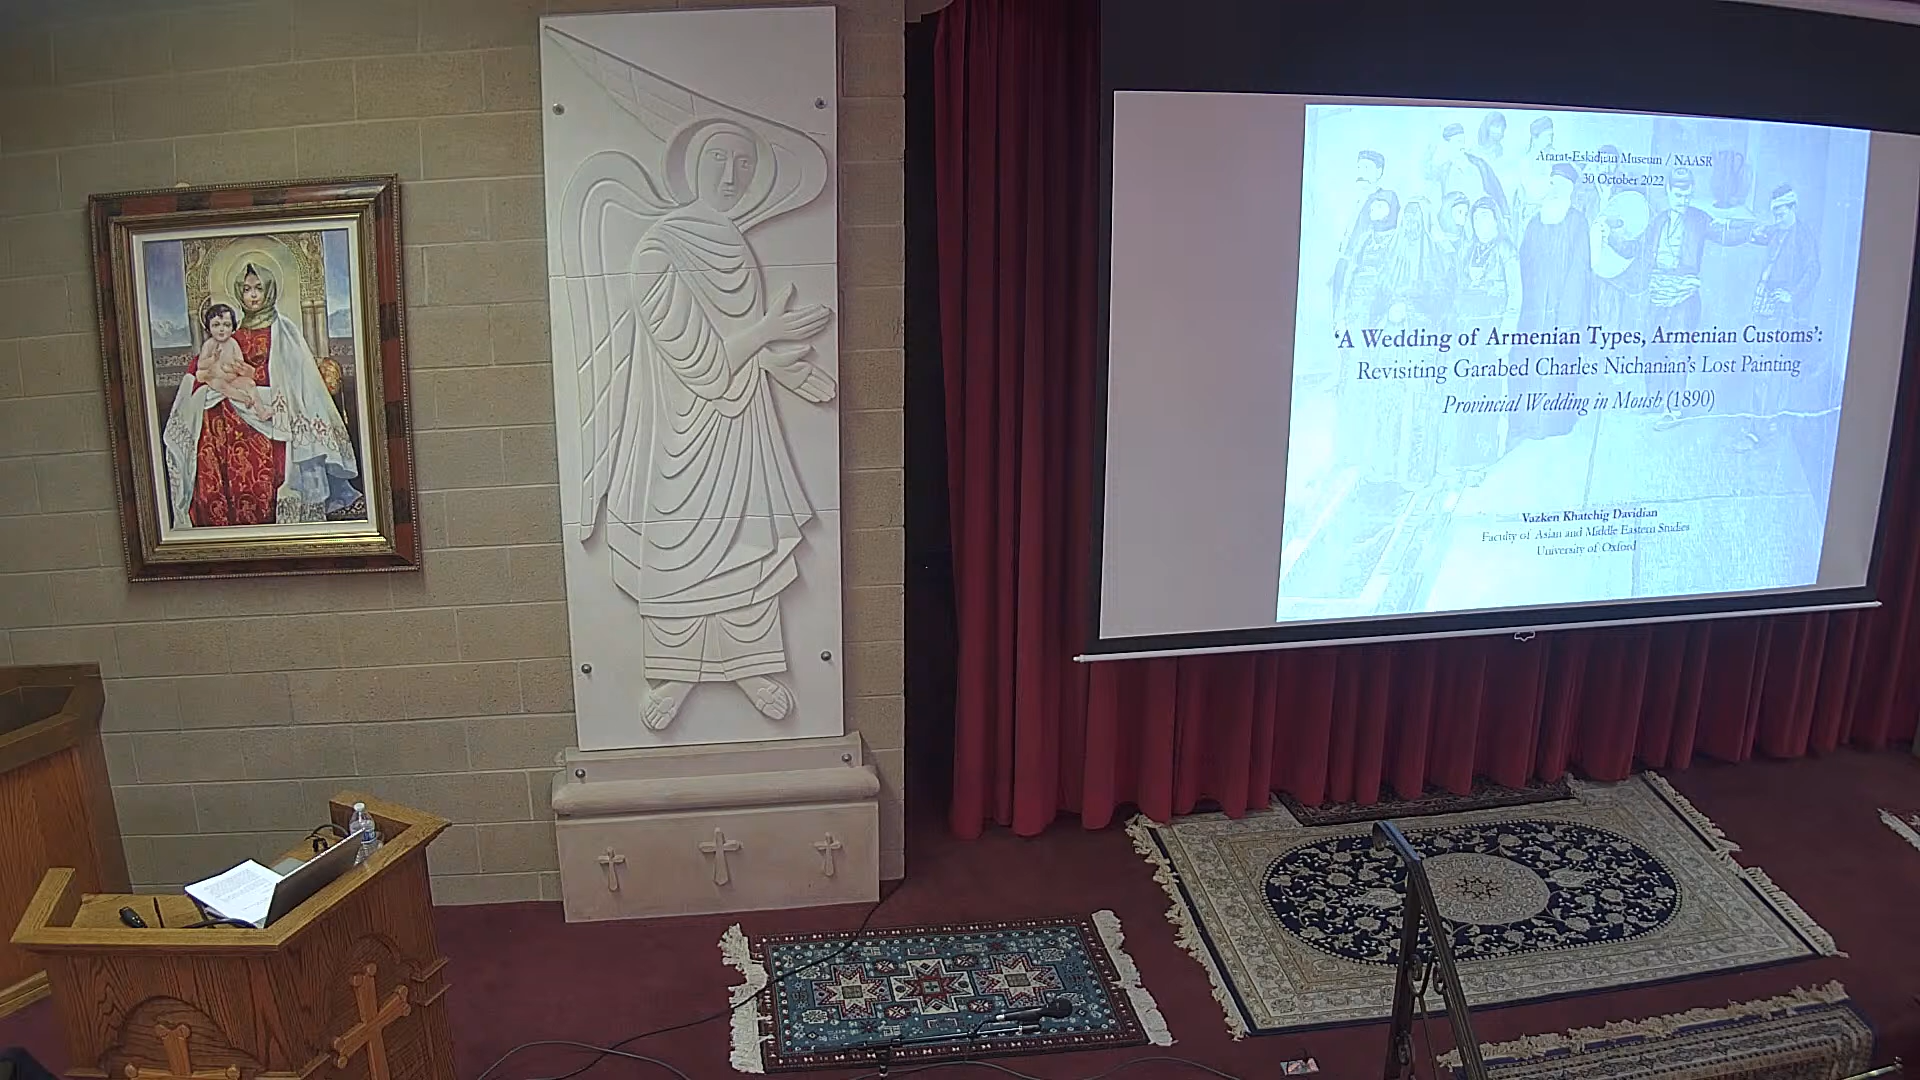 Ararat-Eskidjian Museum / NAASR
30 October 2022
‘A Wedding of Armenian Types, Armenian Customs’:
Revisiting Garabed Charles Nichanian’s Lost Painting
Provincial Wedding in Moush (1890)
Vazken Khatchig Davidian
Faculty of Asian and Middle Eastern Studies
University of Oxford